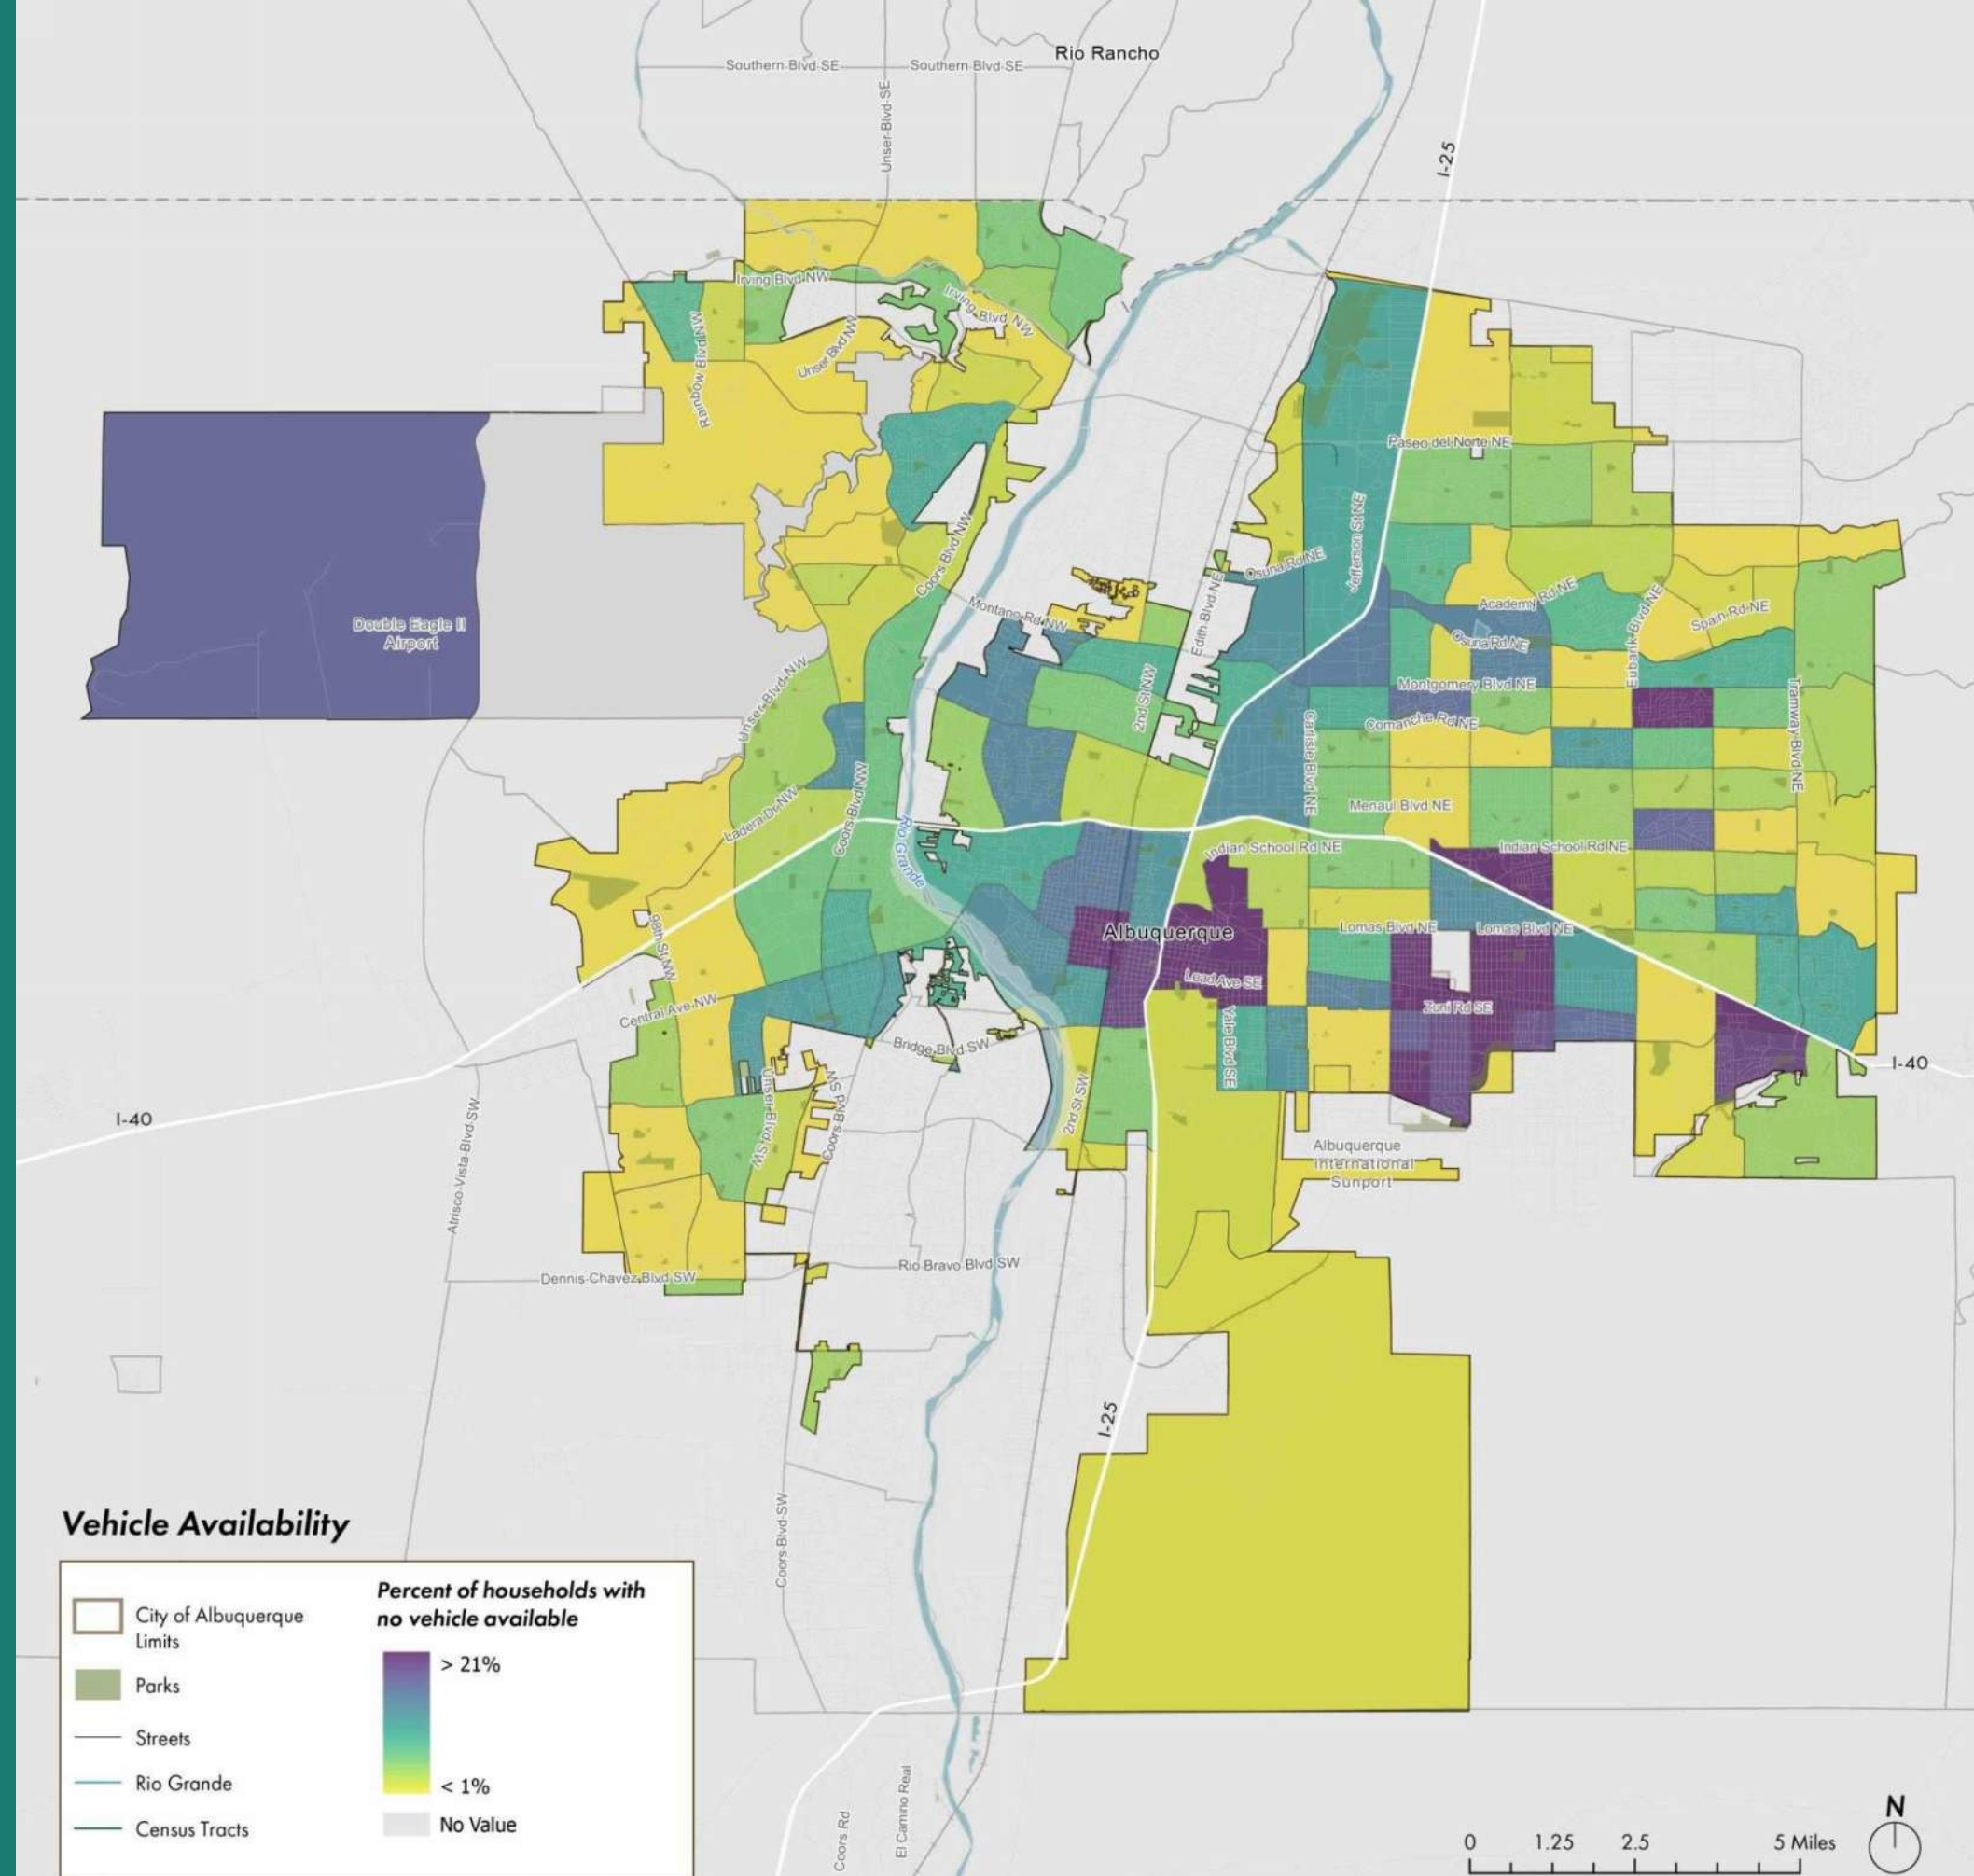 Rio Rancho
Southern Blvd SE
Southern Blvd SE
Unser Blvd SE
I-25
Irving Blvd NW
Irving Blvd NW
Rainbow Blvd NW
Unser Blvd NW
Paseo del Norte NE
Coors Blvd NW
Jefferson St NE
Osuna Rd NE
Double Eagle II
Airport
Montano Rd NW
Edith Blvd NE
Academy Rd NE
Eubank Blvd NE
Spain Rd NE
Osuna Rd NE
Unser Blvd NW
2nd St NW
Montgomery Blvd NE
Carlisle Blvd NE
Comanche Rd NE
Tramway Blvd NE
Ladera Dr NW
Coors Blvd NW
Menaul Blvd NE
Rio Grande
Indian School Rd NE
Indian School Rd NE
98th St NW
Albuquerque
Lomas Blvd NE
Lomas Blvd NE
Lead Ave SE
Central Ave NW
Zuni Rd SE
Yale Blvd SE
Bridge Blvd SW
I-40
I-40
Unser Blvd SW
Coors Blvd SW
2nd St SW
Atrisco Vista Blvd SW
Albuquerque
International
Sunport
Rio Bravo Blvd SW
Dennis Chavez Blvd SW
I-25
Coors Blvd SW
Vehicle Availability
City of Albuquerque
Limits
Parks
Streets
Rio Grande
Census Tracts
Percent of households with
no vehicle available
> 21%
< 1%
No Value
Coors Rd
El Camino Real
N
0 1.25 2.5 5 Miles